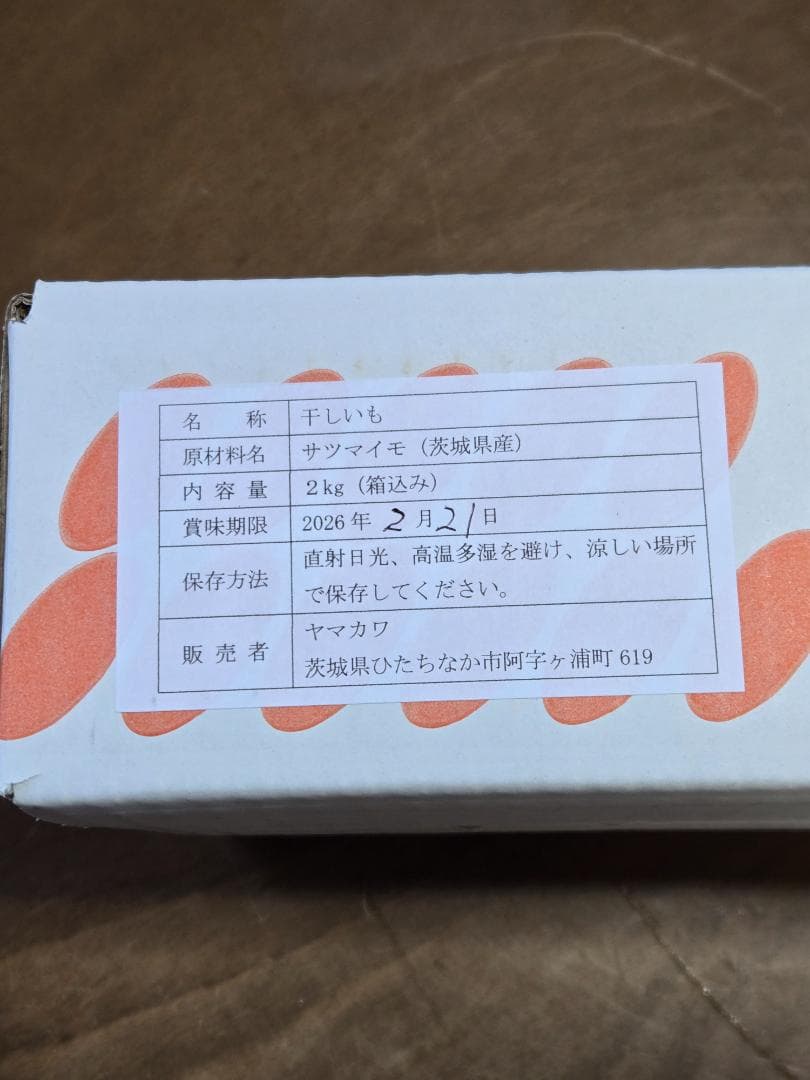 名 称 干しいも
原材料名 サツマイモ（茨城県産）
内容量 2kg（箱込み）
賞味期限 2026年 2月21日
保存方法 直射日光、高温多湿を避け、涼しい場所
で保存してください。
販売者 ヤマカワ
茨城県ひたちなか市阿字ヶ浦町619